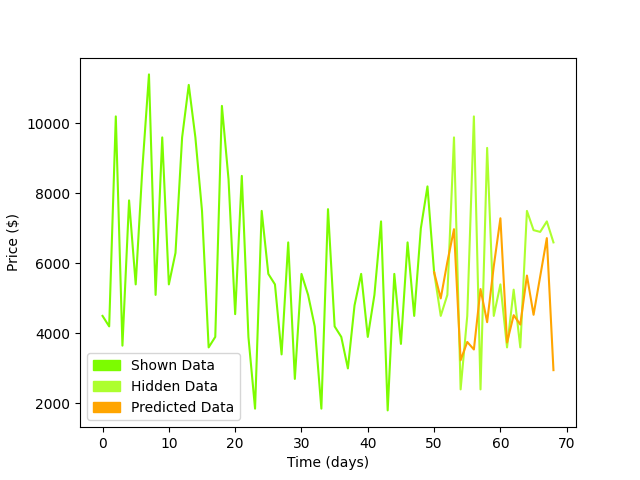 10000
8000
6000
4000
2000
Price ($)
Shown Data
Hidden Data
Predicted Data
0 10 20 30 40 50 60 70
Time (days)